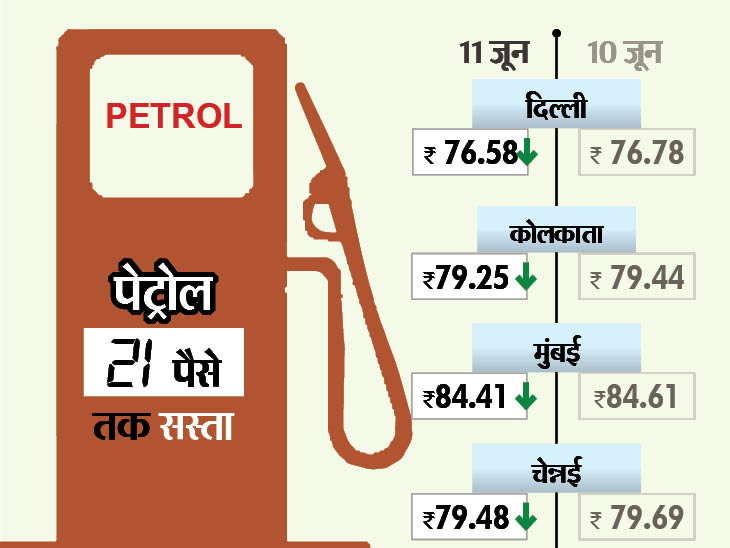 PETROL
पेट्रोल
21 पैसे
तक सस्ता
11 जून 10 जून
दिल्ली
₹ 76.58 ₹ 76.78
कोलकाता
₹79.25 ₹ 79.44
मुंबई
₹84.41 ₹84.61
चेन्नई
₹79.48 ₹ 79.69